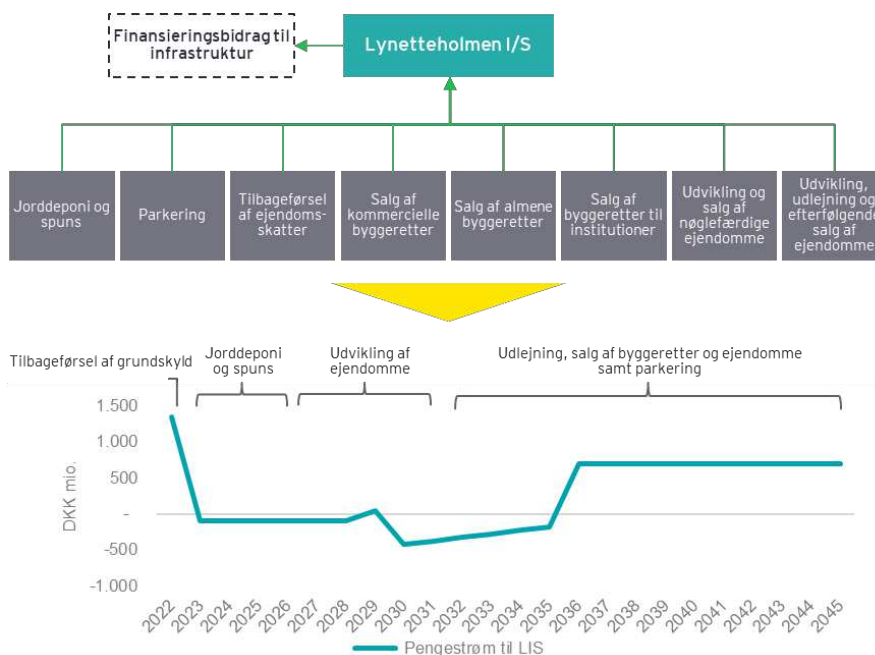 Finansieringsbidrag til
infrastruktur
Lynetteholmen I/S
Jorddeponi og
spuns
Parkering
Tilbageførsel
af ejendoms-
skatter
Salg af
kommercielle
byggeretter
Salg af almene
byggeretter
Salg af
byggeretter til
institutioner
Udvikling og
salg af
nøglefærdige
ejendomme
Udvikling,
udlejning og
efterfølgende
salg af
ejendomme
Tilbageførsel af grundskyld
Jorddeponi
og spuns
Udvikling af
ejendomme
Udlejning, salg af byggeretter og ejendomme
samt parkering
DKK mio.
1.500
1.000
500
-
-500
-1.000
2022
2023
2024
2025
2026
2027
2028
2029
2030
2031
2032
2033
2034
2035
2036
2037
2038
2039
2040
2041
2042
2043
2044
2045
Pengestrøm til LIS